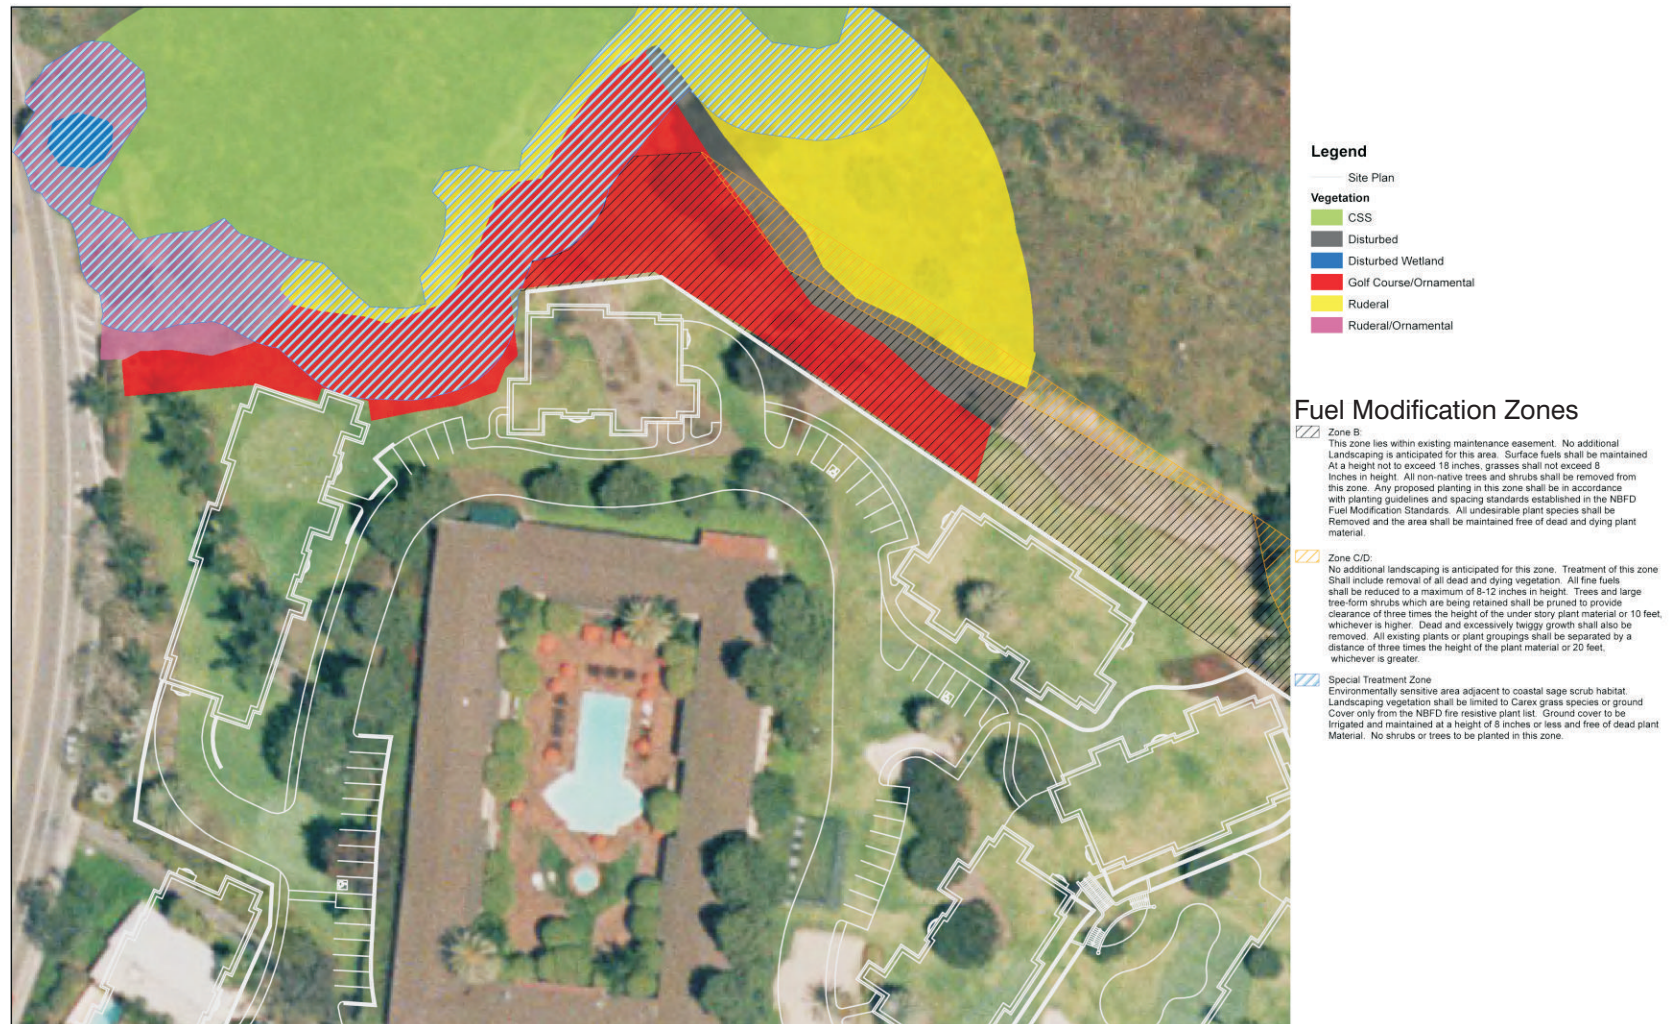 Legend
Site Plan
Vegetation
CSS
Disturbed
Disturbed Wetland
Golf Course/Ornamental
Ruderal
Ruderal/Ornamental
Fuel Modification Zones
Zone B:
This zone lies within existing maintenance easement. No additional
Landscaping is anticipated for this area. Surface fuels shall be maintained
At a height not to exceed 18 inches, grasses shall not exceed 8
Inches in height. All non-native trees and shrubs shall be removed from
this zone. Any proposed planting in this zone shall be in accordance
with planting guidelines and spacing standards established in the NBFD
Fuel Modification Standards. All undesirable plant species shall be
Removed and the area shall be maintained free of dead and dying plant
material.
Zone C/D:
No additional landscaping is anticipated for this zone. Treatment of this zone
Shall include removal of all dead and dying vegetation. All fine fuels
shall be reduced to a maximum of 8-12 inches in height. Trees and large
tree-form shrubs which are being retained shall be pruned to provide
clearance of three times the height of the under story plant material or 10 feet,
whichever is higher. Dead and excessively twiggy growth shall also be
removed. All existing plants or plant groupings shall be separated by a
distance of three times the height of the plant material or 20 feet,
whichever is greater.
Special Treatment Zone
Environmentally sensitive area adjacent to coastal sage scrub habitat.
Landscaping vegetation shall be limited to Carex grass species or ground
Cover only from the NBFD fire resistive plant list. Ground cover to be
Irrigated and maintained at a height of 8 inches or less and free of dead plant
Material. No shrubs or trees to be planted in this zone.